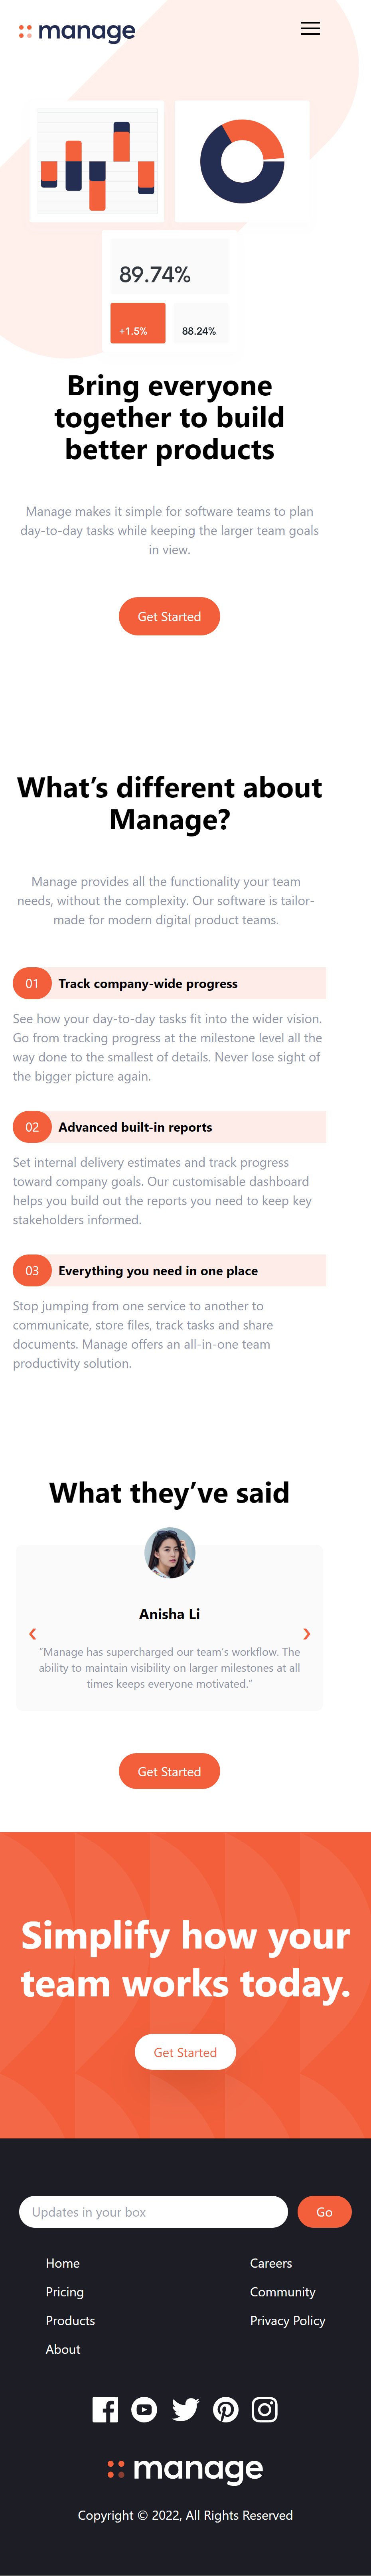 manage
89.74%
+1.5%
88.24%
Bring everyone
together to build
better products
Manage makes it simple for software teams to plan
day-to-day tasks while keeping the larger team goals
in view.
Get Started
What’s different about
Manage?
Manage provides all the functionality your team
needs, without the complexity. Our software is tailor-
made for modern digital product teams.
01 Track company-wide progress
See how your day-to-day tasks fit into the wider vision.
Go from tracking progress at the milestone level all the
way done to the smallest of details. Never lose sight of
the bigger picture again.
02 Advanced built-in reports
Set internal delivery estimates and track progress
toward company goals. Our customisable dashboard
helps you build out the reports you need to keep key
stakeholders informed.
03 Everything you need in one place
Stop jumping from one service to another to
communicate, store files, track tasks and share
documents. Manage offers an all-in-one team
productivity solution.
What they’ve said
Anisha Li
“Manage has supercharged our team’s workflow. The
ability to maintain visibility on larger milestones at all
times keeps everyone motivated.”
Get Started
Simplify how your
team works today.
Get Started
Updates in your box
Go
Home
Pricing
Products
About
Careers
Community
Privacy Policy
manage
Copyright © 2022, All Rights Reserved